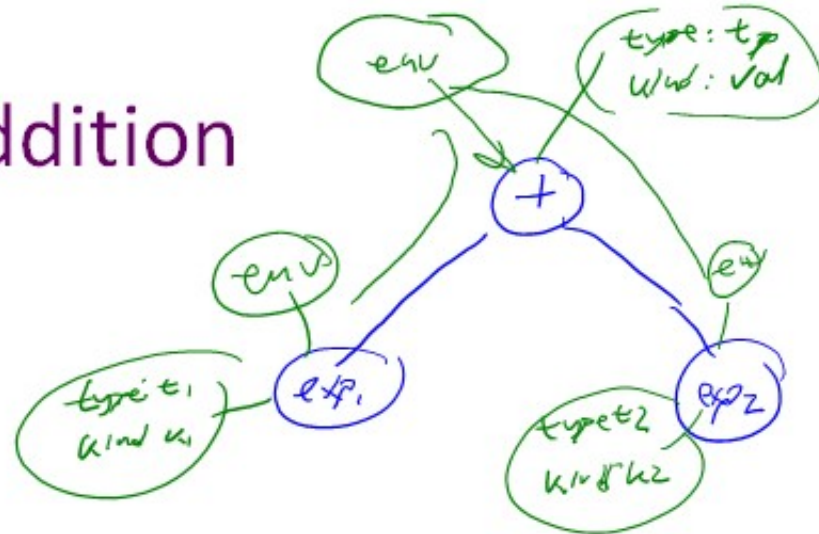 env
type: tp
kind: val
ddition
+
env
env
type: t1
kind k1
exp1
exp2
type t2
kind k2